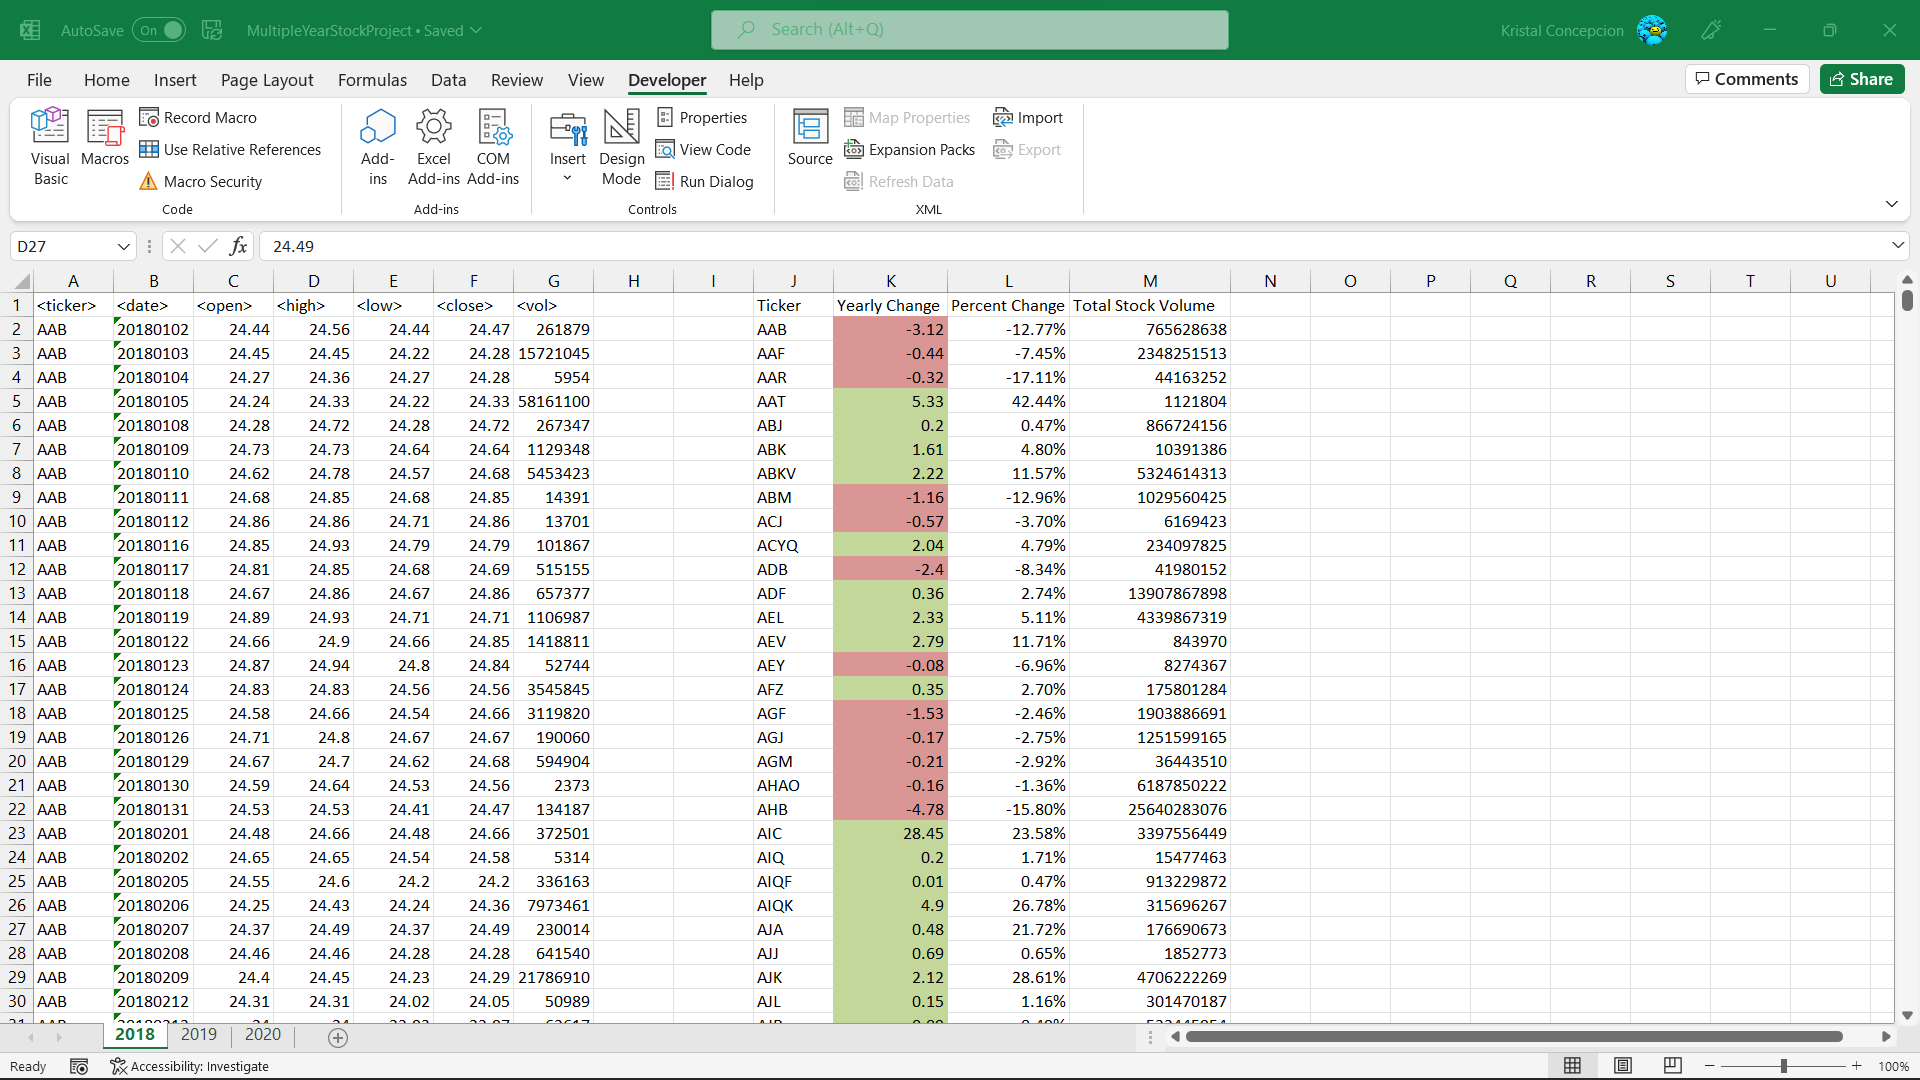 AutoSave On MultipleYearStockProject • Saved Search (Alt+Q) Kristal Concepcion
File Home Insert Page Layout Formulas Data Review View Developer Help Comments Share
Visual Basic Macros Record Macro Use Relative References Macro Security Code
Add-ins Excel Add-ins COM Add-ins Add-ins
Insert Design Mode Properties View Code Run Dialog Controls
Source Map Properties Expansion Packs Refresh Data Import Export XML
D27 fx 24.49
A B C D E F G H I J K L M N O P Q R S T U
1 <ticker> <date> <open> <high> <low> <close> <vol> Ticker Yearly Change Percent Change Total Stock Volume
2 AAB 20180102 24.44 24.56 24.44 24.47 261879 AAB -3.12 -12.77% 765628638
3 AAB 20180103 24.45 24.45 24.22 24.28 15721045 AAF -0.44 -7.45% 2348251513
4 AAB 20180104 24.27 24.36 24.27 24.28 5954 AAR -0.32 -17.11% 44163252
5 AAB 20180105 24.24 24.33 24.22 24.33 58161100 AAT 5.33 42.44% 1121804
6 AAB 20180108 24.28 24.72 24.28 24.72 267347 ABJ 0.2 0.47% 866724156
7 AAB 20180109 24.73 24.73 24.64 24.64 1129348 ABK 1.61 4.80% 10391386
8 AAB 20180110 24.62 24.78 24.57 24.68 5453423 ABKV 2.22 11.57% 5324614313
9 AAB 20180111 24.68 24.85 24.68 24.85 14391 ABM -1.16 -12.96% 1029560425
10 AAB 20180112 24.86 24.86 24.71 24.86 13701 ACJ -0.57 -3.70% 6169423
11 AAB 20180116 24.85 24.93 24.79 24.79 101867 ACYQ 2.04 4.79% 234097825
12 AAB 20180117 24.81 24.85 24.68 24.69 515155 ADB -2.4 -8.34% 41980152
13 AAB 20180118 24.67 24.86 24.67 24.86 657377 ADF 0.36 2.74% 13907867898
14 AAB 20180119 24.89 24.93 24.71 24.71 1106987 AEL 2.33 5.11% 4339867319
15 AAB 20180122 24.66 24.9 24.66 24.85 1418811 AEV 2.79 11.71% 843970
16 AAB 20180123 24.87 24.94 24.8 24.84 52744 AEY -0.08 -6.96% 8274367
17 AAB 20180124 24.83 24.83 24.56 24.56 3545845 AFZ 0.35 2.70% 175801284
18 AAB 20180125 24.58 24.66 24.54 24.66 3119820 AGF -1.53 -2.46% 1903886691
19 AAB 20180126 24.71 24.8 24.67 24.67 190060 AGJ -0.17 -2.75% 1251599165
20 AAB 20180129 24.67 24.7 24.62 24.68 594904 AGM -0.21 -2.92% 36443510
21 AAB 20180130 24.59 24.64 24.53 24.56 2373 AHAO -0.16 -1.36% 6187850222
22 AAB 20180131 24.53 24.53 24.41 24.47 134187 AHB -4.78 -15.80% 25640283076
23 AAB 20180201 24.48 24.66 24.48 24.66 372501 AIC 28.45 23.58% 3397556449
24 AAB 20180202 24.65 24.65 24.54 24.58 5314 AIQ 0.2 1.71% 15477463
25 AAB 20180205 24.55 24.6 24.2 24.2 336163 AIQF 0.01 0.47% 913229872
26 AAB 20180206 24.25 24.43 24.24 24.36 7973461 AIQK 4.9 26.78% 315696267
27 AAB 20180207 24.37 24.49 24.37 24.49 230014 AJA 0.48 21.72% 176690673
28 AAB 20180208 24.46 24.46 24.28 24.28 641540 AJJ 0.69 0.65% 1852773
29 AAB 20180209 24.4 24.45 24.23 24.29 21786910 AJK 2.12 28.61% 4706222269
30 AAB 20180212 24.31 24.31 24.02 24.05 50989 AJL 0.15 1.16% 301470187
2018 2019 2020
Ready Accessibility: Investigate 100%